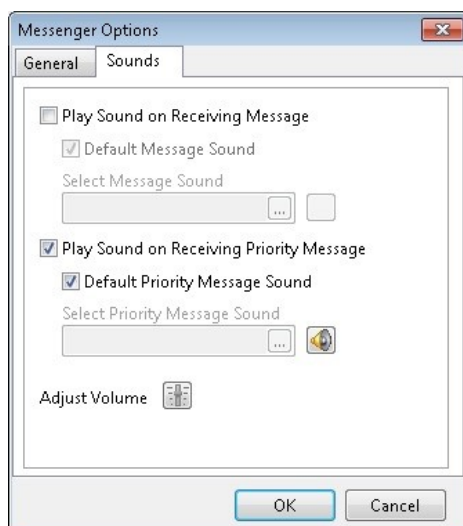 Messenger Options
General
Sounds
Play Sound on Receiving Message
Default Message Sound
Select Message Sound
...
Play Sound on Receiving Priority Message
Default Priority Message Sound
Select Priority Message Sound
...
Adjust Volume
OK
Cancel